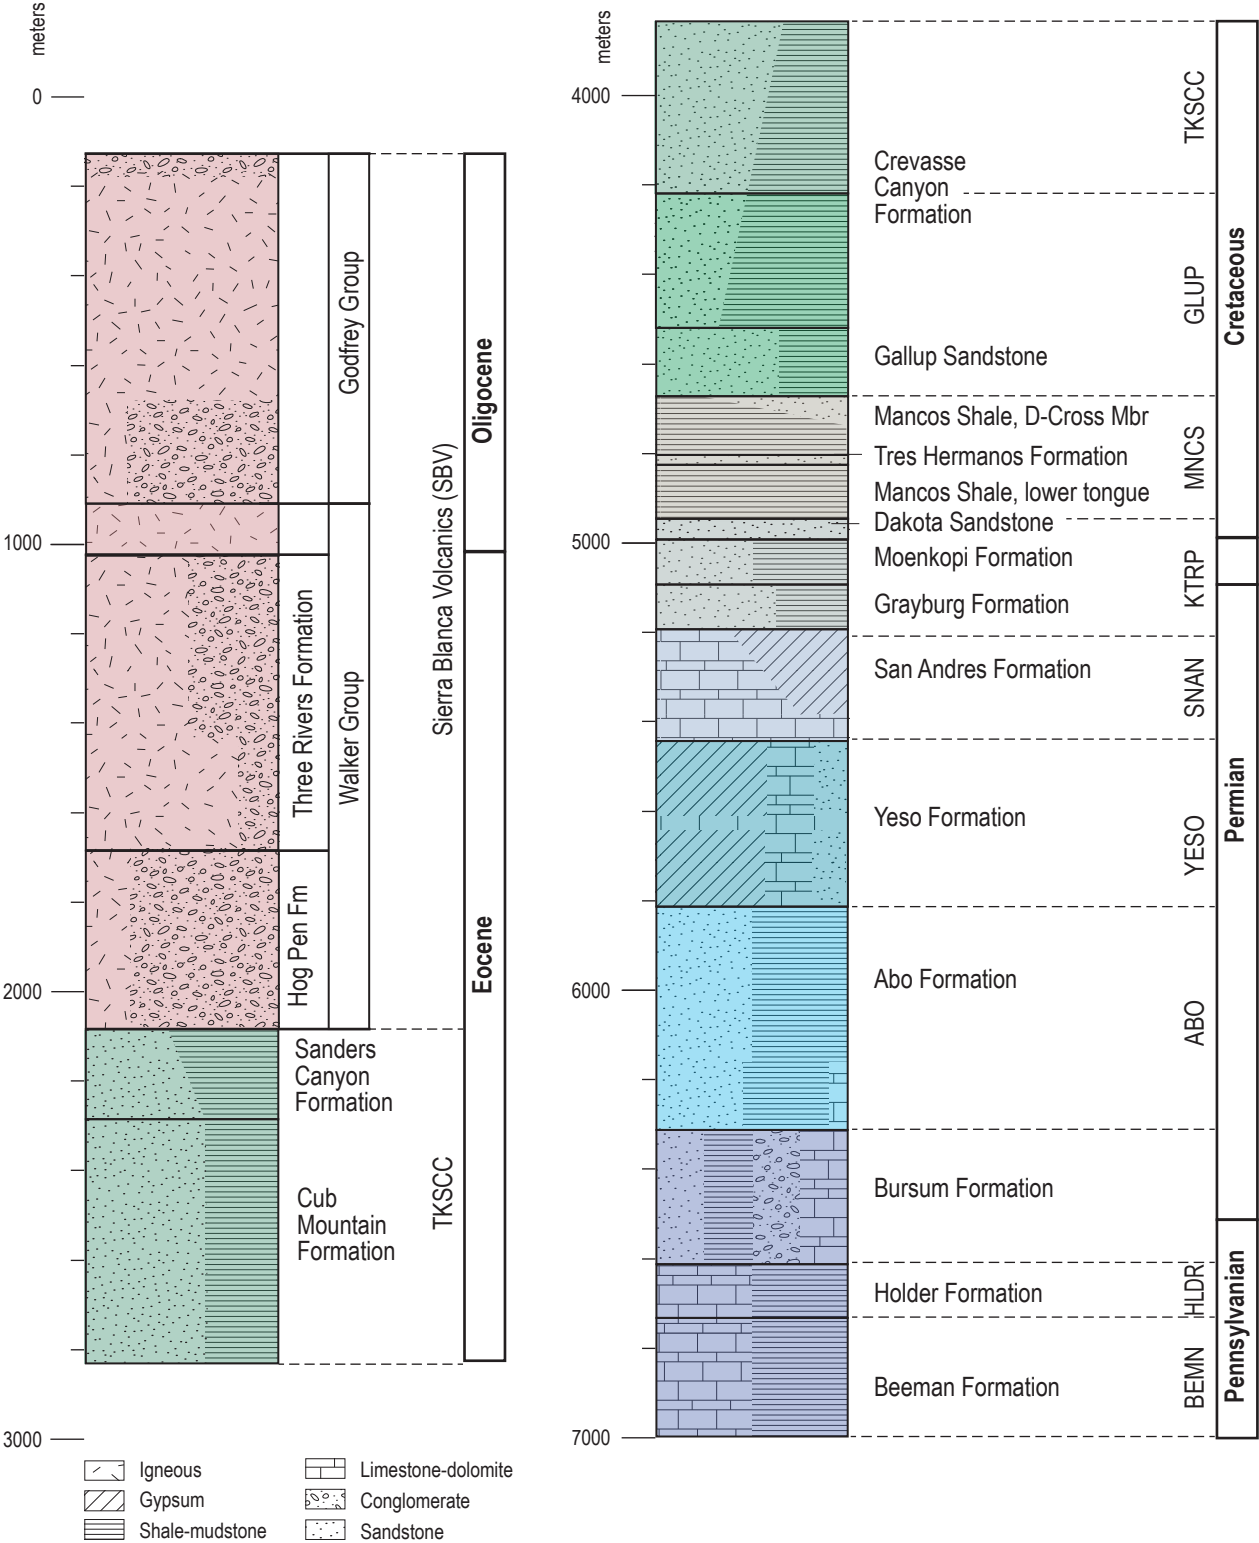 meters
0
1000
2000
3000
Godfrey Group
Three Rivers Formation
Walker Group
Hog Pen Fm
Sanders
Canyon
Formation
Cub
Mountain
Formation
Sierra Blanca Volcanics (SBV)
TKSCC
Oligocene
Eocene
Igneous
Gypsum
Shale-mudstone
Limestone-dolomite
Conglomerate
Sandstone
meters
4000
5000
6000
7000
Crevasse
Canyon
Formation
Gallup Sandstone
Mancos Shale, D-Cross Mbr
Tres Hermanos Formation
Mancos Shale, lower tongue
Dakota Sandstone
Moenkopi Formation
Grayburg Formation
San Andres Formation
Yeso Formation
Abo Formation
Bursum Formation
Holder Formation
Beeman Formation
TKSCC
GLUP
MNCS
KTRP
SNAN
YESO
ABO
HLDR
BEMN
Cretaceous
Permian
Pennsylvanian